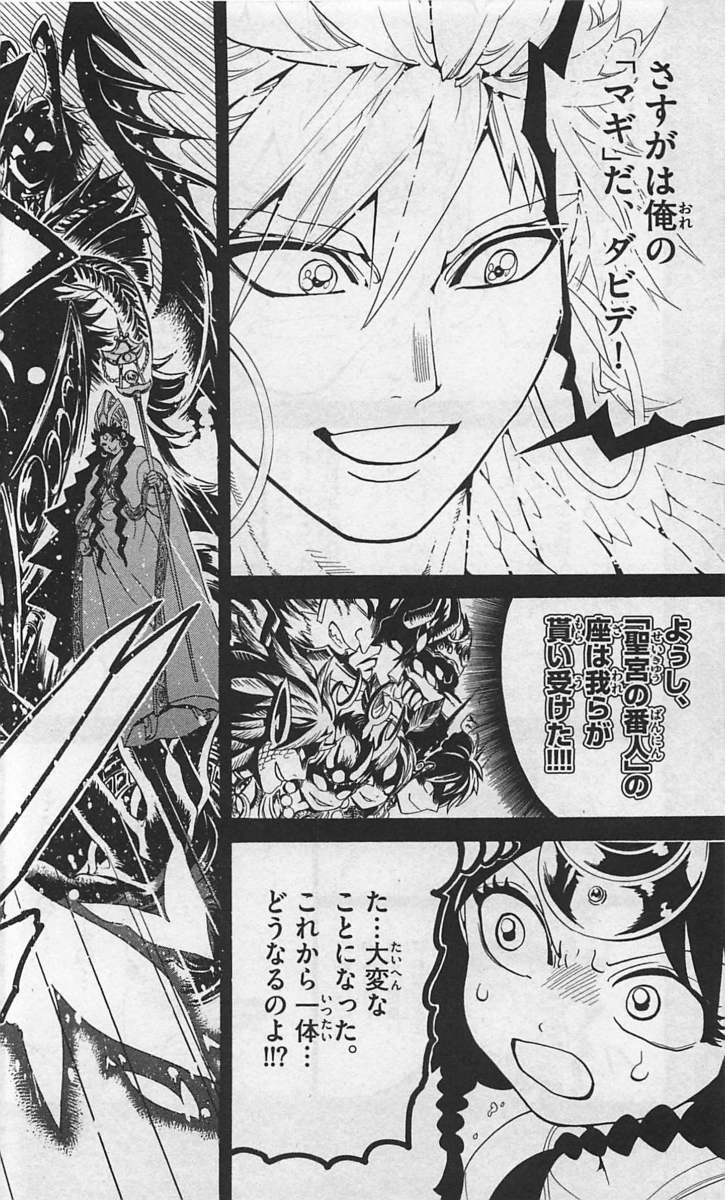 さすがは俺の
「マギ」だ、ダビデ！
よぅし、
「聖宮の番人」の
座は我らが
貰い受けた!!!!
た…大変な
ことになった。
これから一体…
どうなるのよ!!?